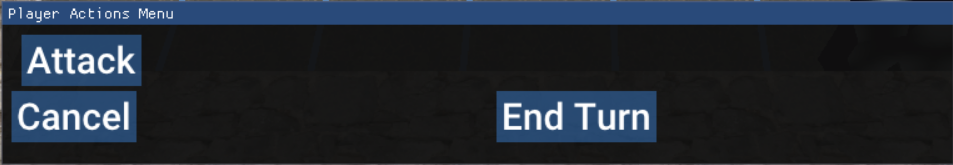 Player Actions Menu
Attack
Cancel
End Turn